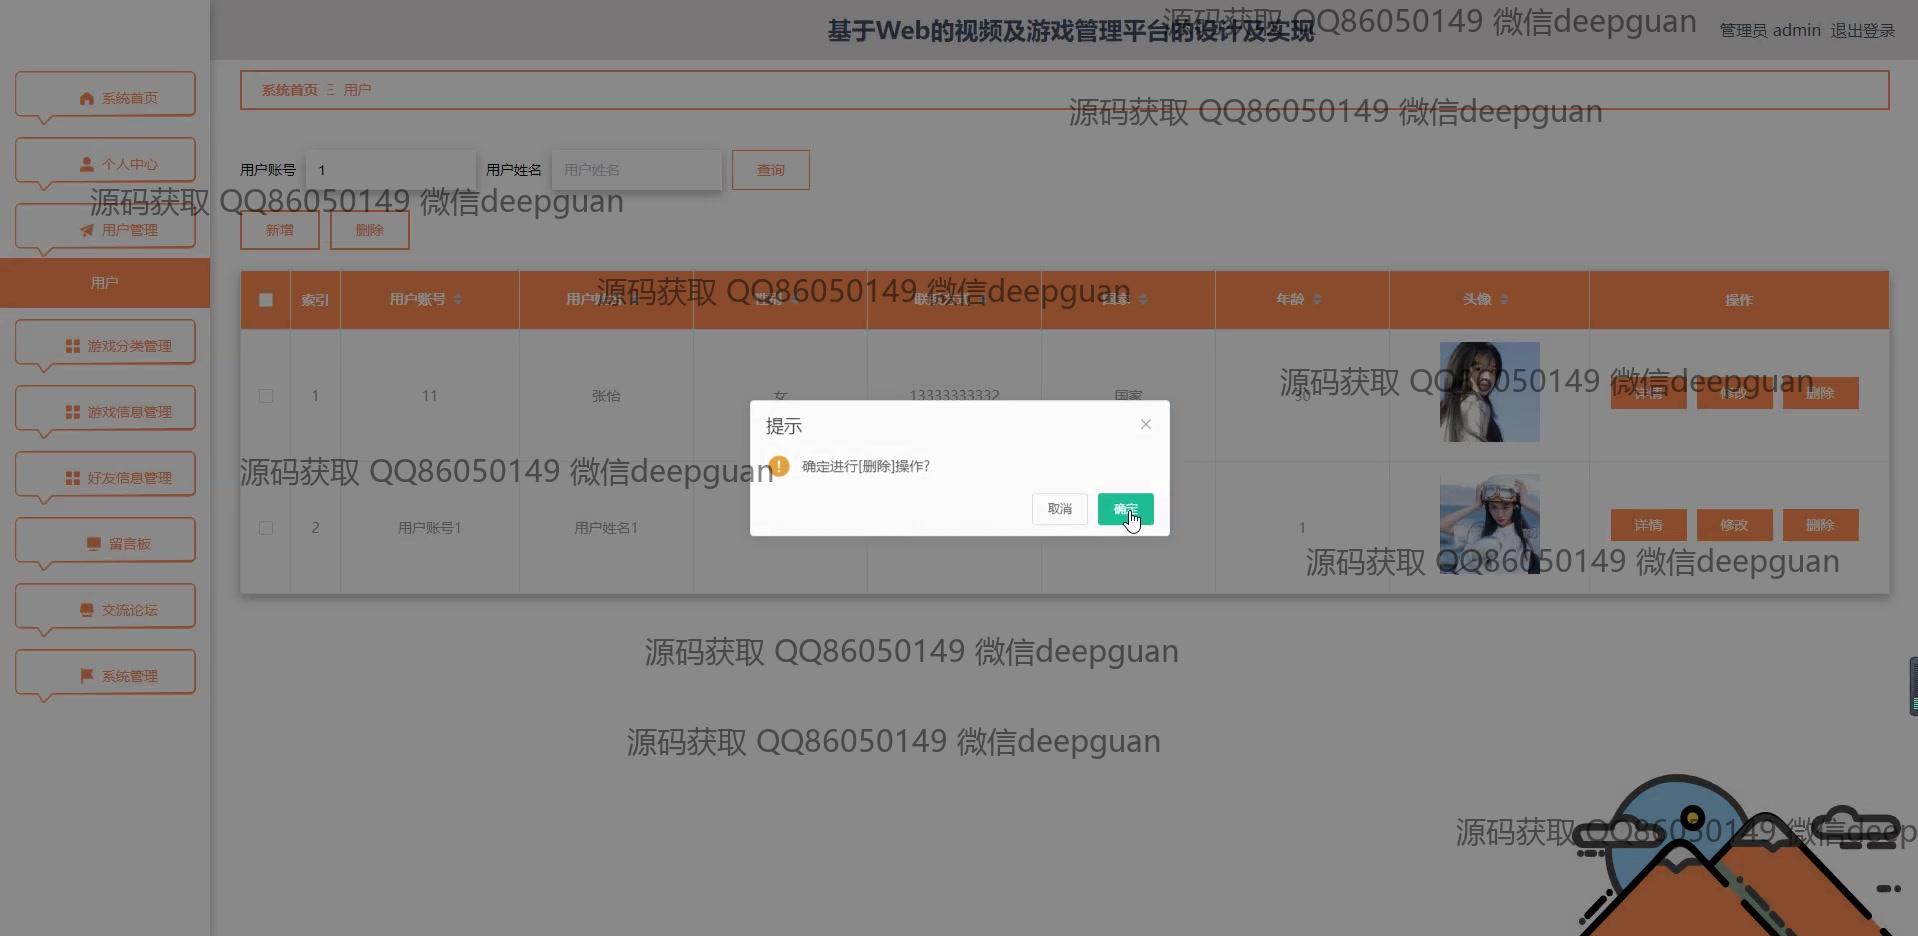 基于Web的视频及游戏管理平台的设计及实现
源码获取 QQ86050149 微信deepguan
管理员 admin 退出登录
系统首页
个人中心
用户管理
用户
游戏分类管理
游戏信息管理
好友信息管理
留言板
交流论坛
系统管理
系统首页 用户
源码获取 QQ86050149 微信deepguan
用户账号 1 用户姓名 用户姓名 查询
源码获取 QQ86050149 微信deepguan
新增 删除
索引 用户账号 用户姓名 性别 联系方式 国家 年龄 头像 操作
源码获取 QQ86050149 微信deepguan
1 11 张怡 女 13333333332 国家 30 详情 修改 删除
源码获取 QQ86050149 微信deepguan
提示
确定进行[删除]操作?
取消 确定
源码获取 QQ86050149 微信deepguan
2 用户账号1 用户姓名1 1 详情 修改 删除
源码获取 QQ86050149 微信deepguan
源码获取 QQ86050149 微信deepguan
源码获取 QQ86050149 微信deepguan
源码获取 QQ86050149 微信deep